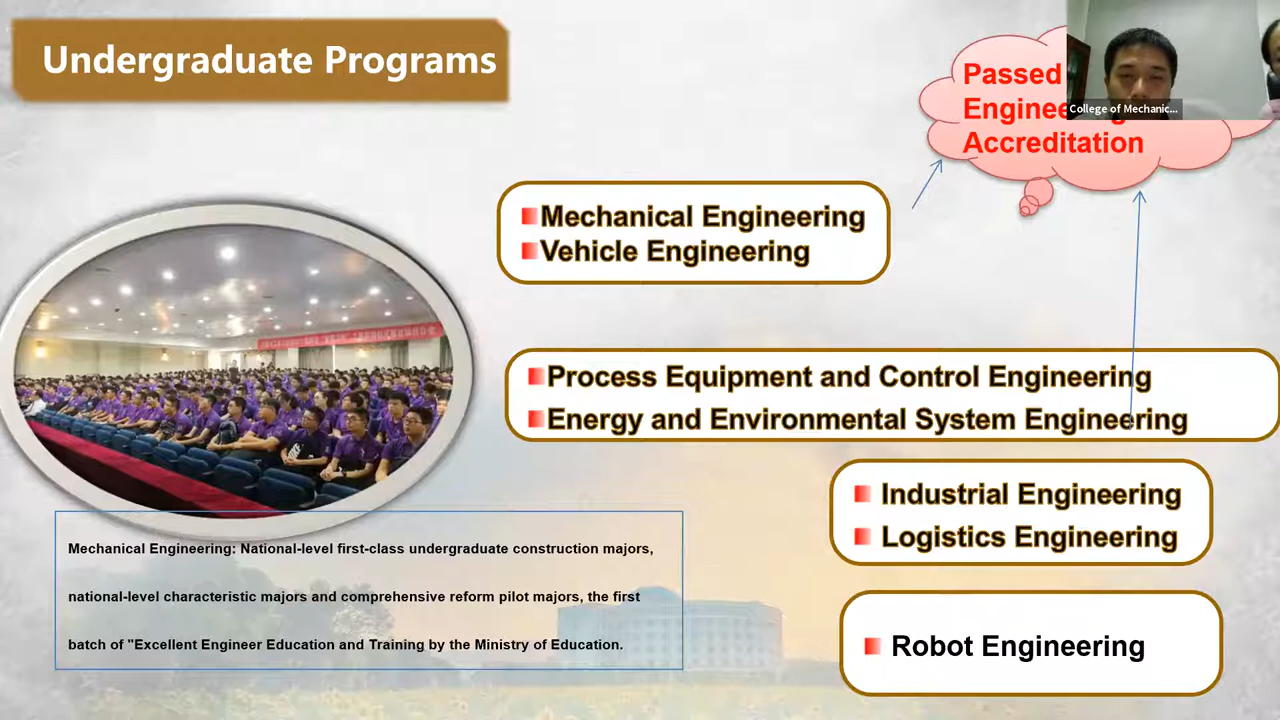 Undergraduate Programs
Passed
Engineering
Accreditation
College of Mechanic...
Mechanical Engineering
Vehicle Engineering
Process Equipment and Control Engineering
Energy and Environmental System Engineering
Industrial Engineering
Logistics Engineering
Robot Engineering
Mechanical Engineering: National-level first-class undergraduate construction majors,
national-level characteristic majors and comprehensive reform pilot majors, the first
batch of "Excellent Engineer Education and Training by the Ministry of Education.